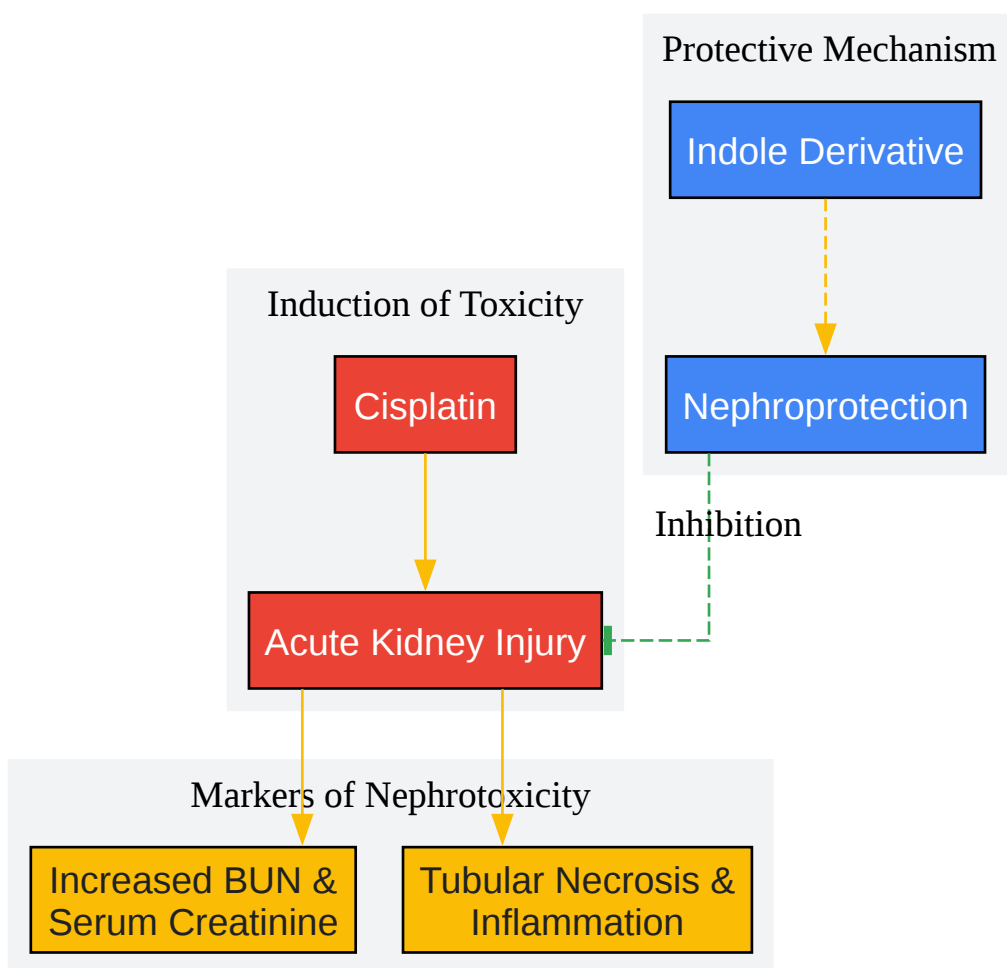 Protective Mechanism
Indole Derivative
Induction of Toxicity
Cisplatin
Nephroprotection
Inhibition
Acute Kidney Injury
Markers of Nephrotoxicity
Increased BUN &
Serum Creatinine
Tubular Necrosis &
Inflammation